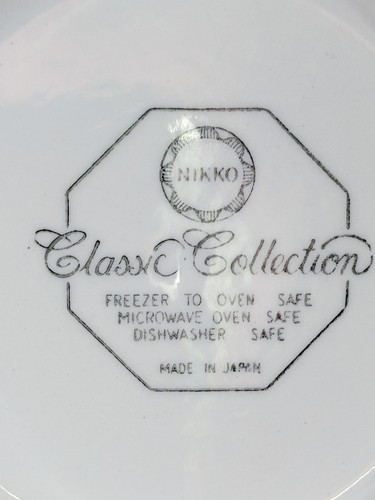 NIKKO
Classic Collection
FREEZER TO OVEN SAFE
MICROWAVE OVEN SAFE
DISHWASHER SAFE
MADE IN JAPAN